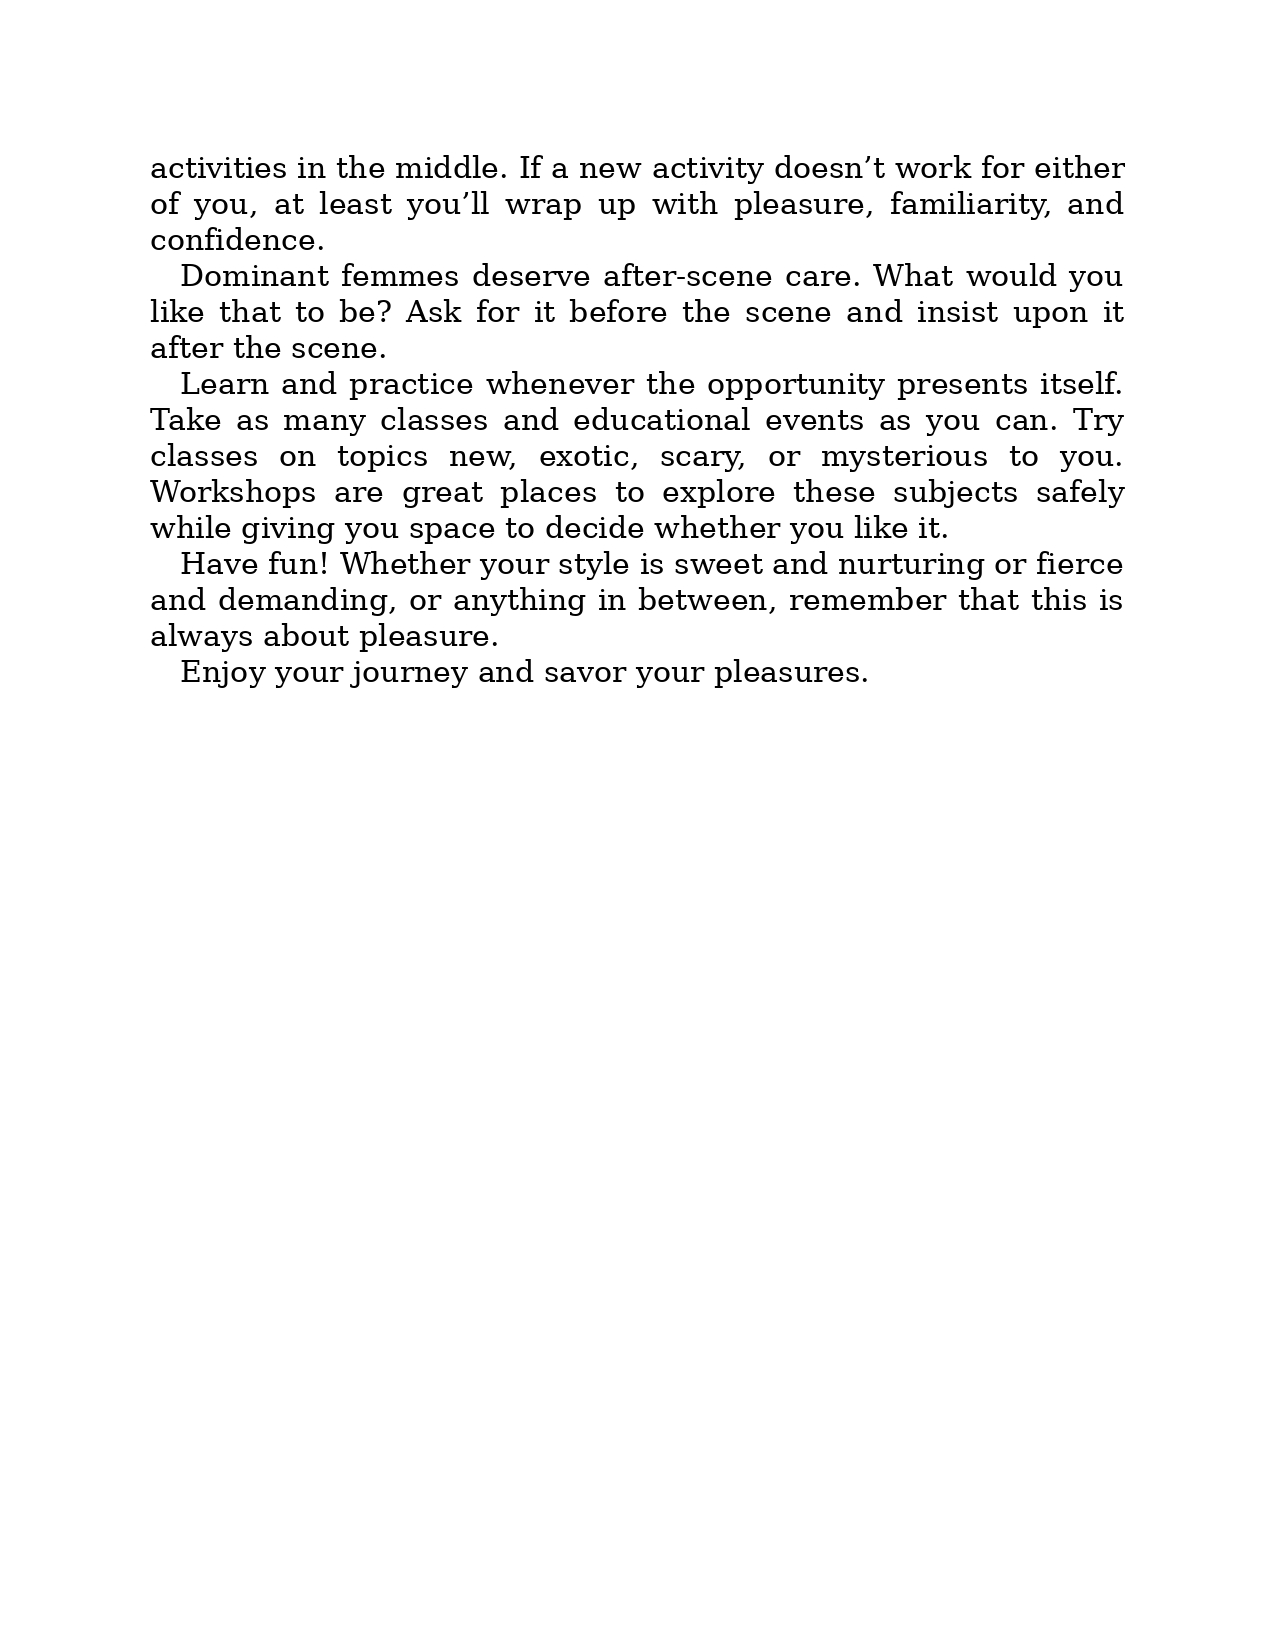 activities in the middle. If a new activity doesn’t work for either
of you, at least you’ll wrap up with pleasure, familiarity, and
confidence.
Dominant femmes deserve after-scene care. What would you
like that to be? Ask for it before the scene and insist upon it
after the scene.
Learn and practice whenever the opportunity presents itself.
Take as many classes and educational events as you can. Try
classes on topics new, exotic, scary, or mysterious to you.
Workshops are great places to explore these subjects safely
while giving you space to decide whether you like it.
Have fun! Whether your style is sweet and nurturing or fierce
and demanding, or anything in between, remember that this is
always about pleasure.
Enjoy your journey and savor your pleasures.